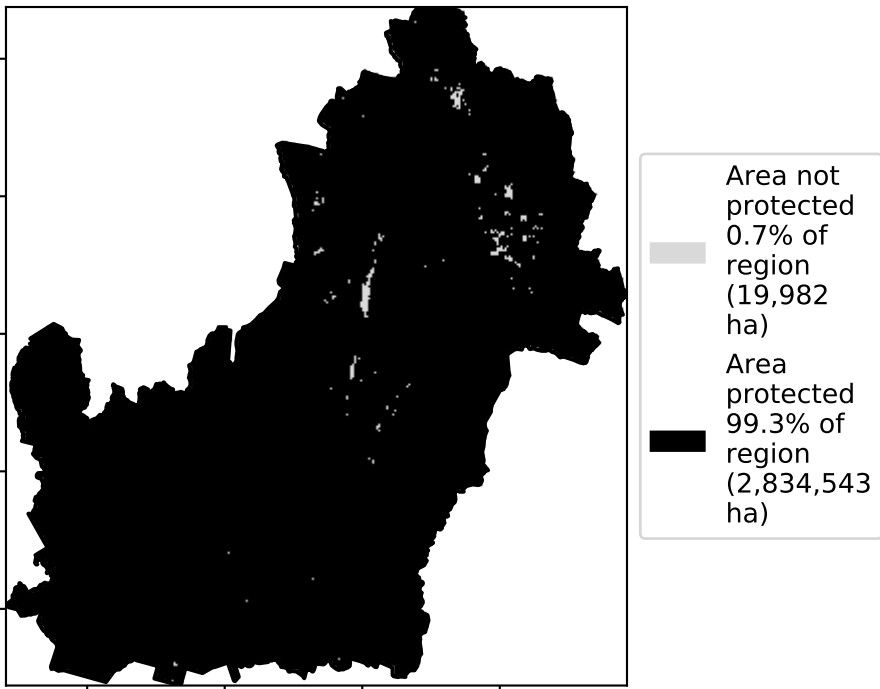 Area not
protected
0.7% of
region
(19,982
ha)
Area
protected
99.3% of
region
(2,834,543
ha)